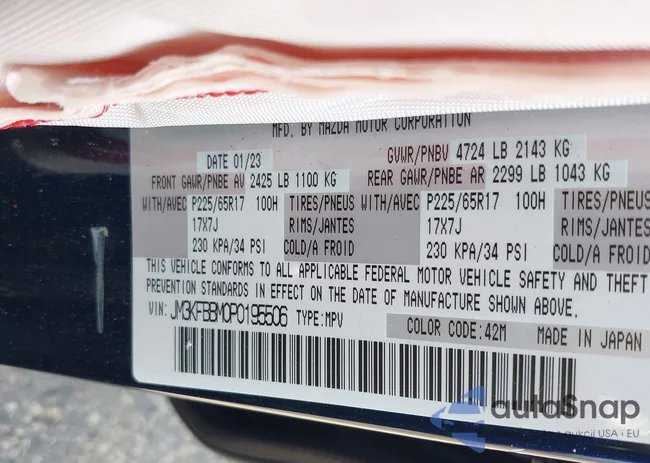 MFD. BY MAZDA MOTOR CORPORATION
DATE 01/23 GVWR/PNBV 4724 LB 2143 KG
FRONT GAWR/PNBE AV 2425 LB 1100 KG REAR GAWR/PNBE AR 2299 LB 1043 KG
WITH/AVEC P225/65R17 100H TIRES/PNEUS WITH/AVEC P225/65R17 100H TIRES/PNEUS
17X7J RIMS/JANTES 17X7J RIMS/JANTES
230 KPA/34 PSI COLD/A FROID 230 KPA/34 PSI COLD/A FROID
THIS VEHICLE CONFORMS TO ALL APPLICABLE FEDERAL MOTOR VEHICLE SAFETY AND THEFT
PREVENTION STANDARDS IN EFFECT ON THE DATE OF MANUFACTURE SHOWN ABOVE.
VIN: JM3KFBBM0P0195506 TYPE:MPV
COLOR CODE:42M MADE IN JAPAN
autoSnap
aukcji USA - EU